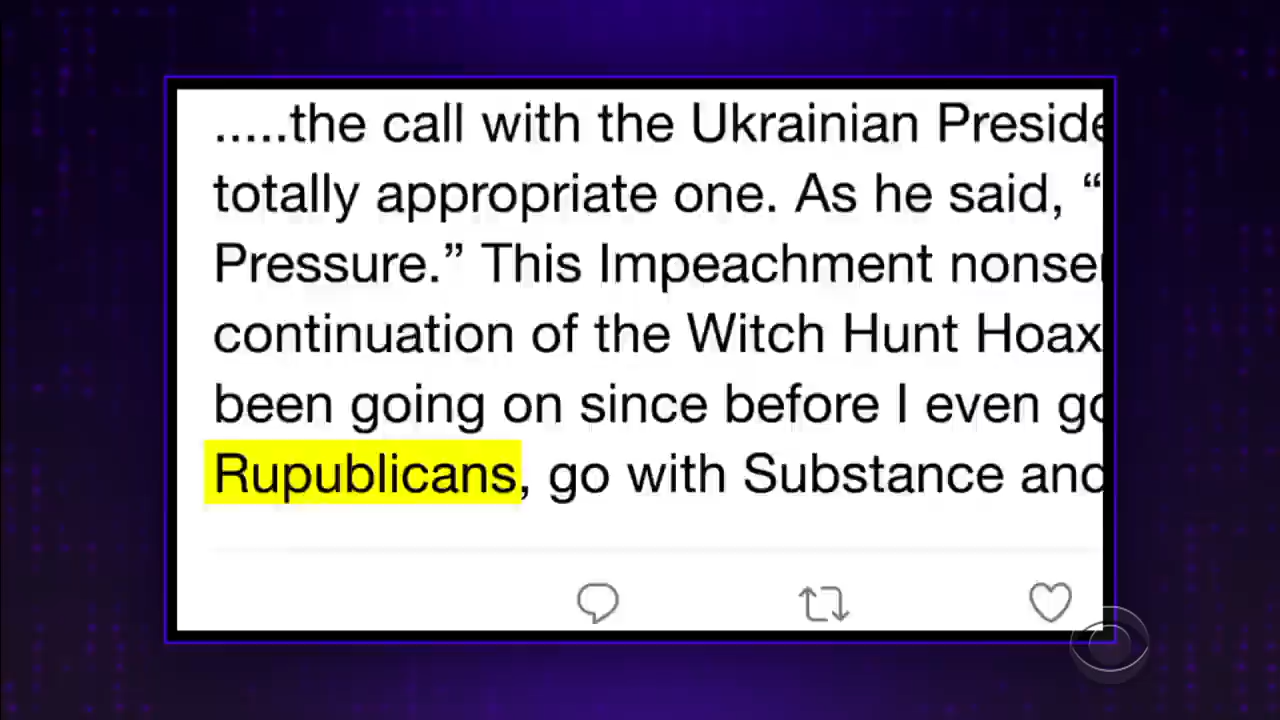 .....the call with the Ukrainian Preside
totally appropriate one. As he said, “
Pressure.” This Impeachment nonse
continuation of the Witch Hunt Hoax
been going on since before I even go
Rupublicans, go with Substance and